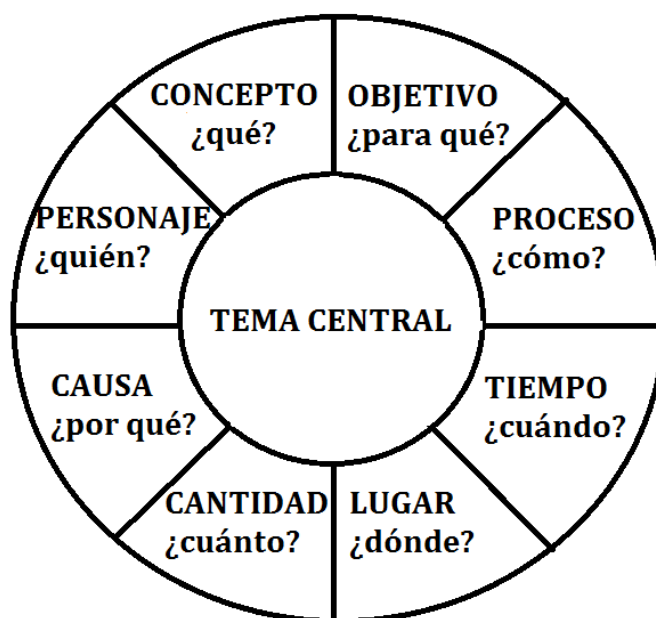 CONCEPTO
¿qué?
OBJETIVO
¿para qué?
PROCESO
¿cómo?
TIEMPO
¿cuándo?
LUGAR
¿dónde?
CANTIDAD
¿cuánto?
CAUSA
¿por qué?
PERSONAJE
¿quién?
TEMA CENTRAL